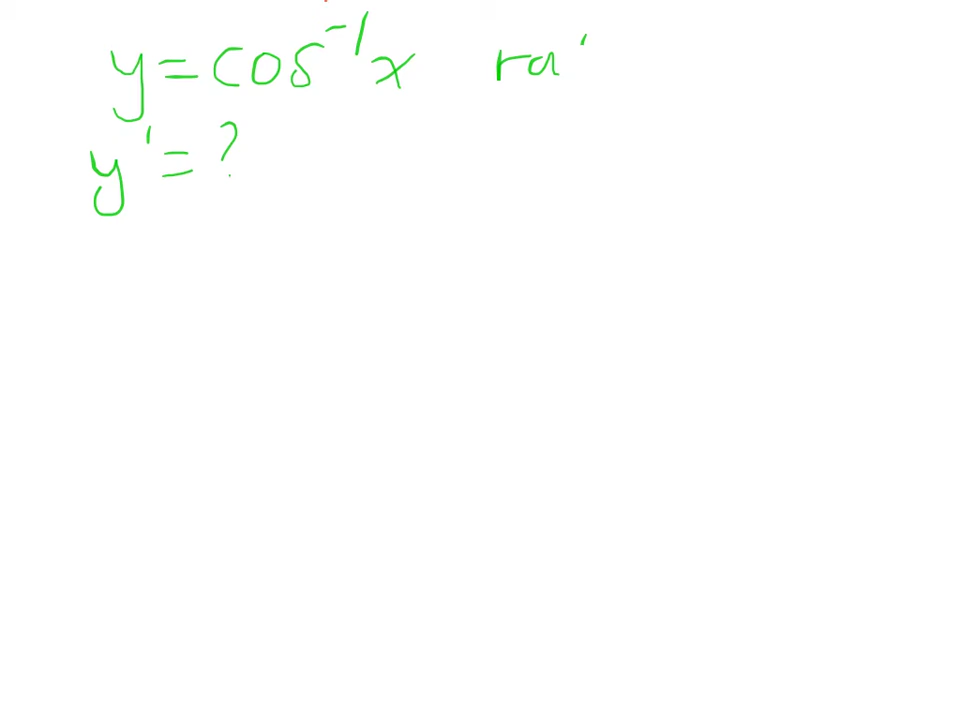 y = cos⁻¹x
y' = ?